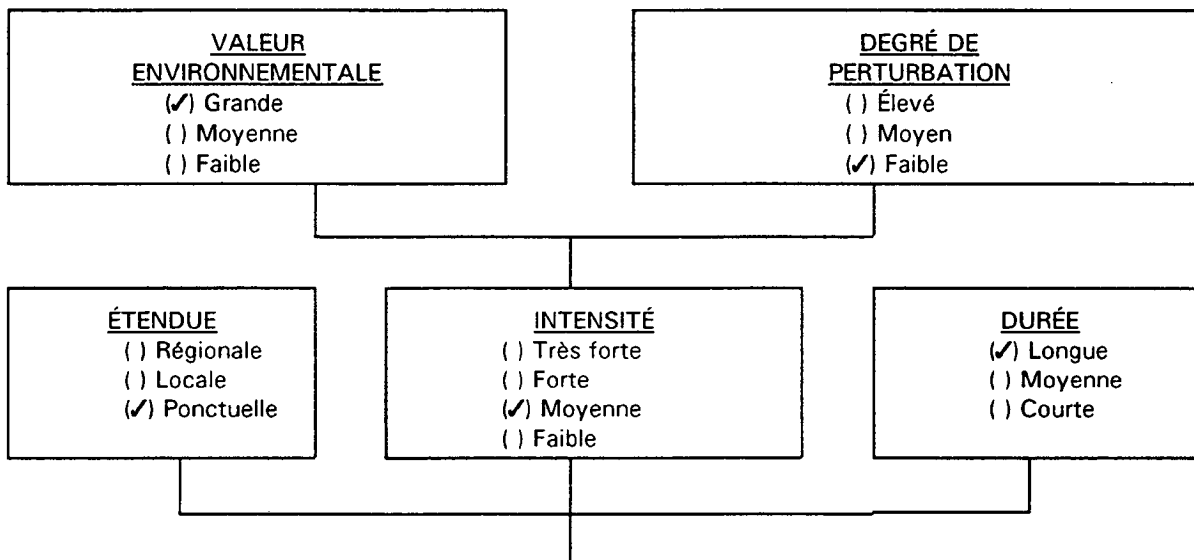 VALEUR
ENVIRONNEMENTALE
(✓) Grande
( ) Moyenne
( ) Faible
DEGRÉ DE
PERTURBATION
( ) Élevé
( ) Moyen
(✓) Faible
ÉTENDUE
( ) Régionale
( ) Locale
(✓) Ponctuelle
INTENSITÉ
( ) Très forte
( ) Forte
(✓) Moyenne
( ) Faible
DURÉE
(✓) Longue
( ) Moyenne
( ) Courte